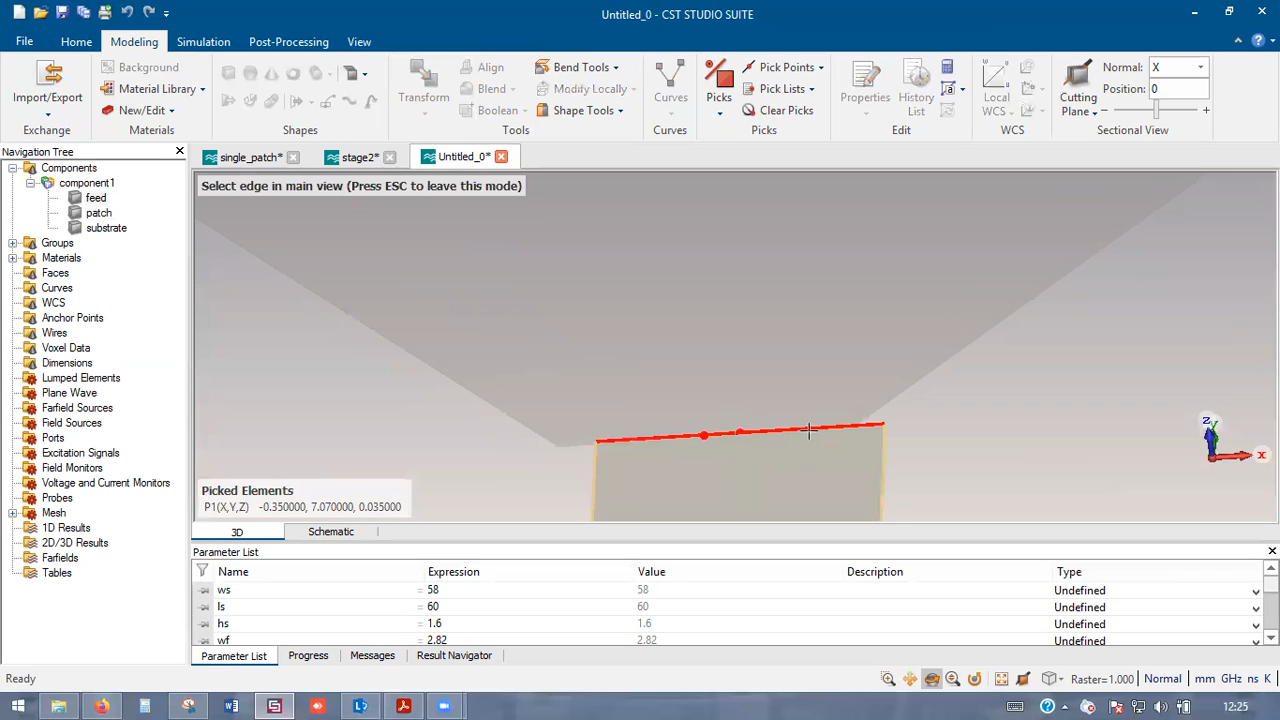 Untitled_0 - CST STUDIO SUITE
File Home Modeling Simulation Post-Processing View
Import/Export
Exchange
Background
Material Library
New/Edit
Materials
Shapes
Transform
Align
Blend
Boolean
Bend Tools
Modify Locally
Shape Tools
Tools
Curves
Curves
Picks
Pick Points
Pick Lists
Clear Picks
Picks
Properties
History List
Edit
Local WCS
WCS
Cutting Plane
Normal: X
Position: 0
Sectional View
Navigation Tree
single_patch* stage2* Untitled_0*
Components
component1
feed
patch
substrate
Groups
Materials
Faces
Curves
WCS
Anchor Points
Wires
Voxel Data
Dimensions
Lumped Elements
Plane Wave
Farfield Sources
Field Sources
Ports
Excitation Signals
Field Monitors
Voltage and Current Monitors
Probes
Mesh
1D Results
2D/3D Results
Farfields
Tables
Select edge in main view (Press ESC to leave this mode)
z
y
x
Picked Elements
P1(X,Y,Z) -0.350000, 7.070000, 0.035000
3D Schematic
Parameter List
Name Expression Value Description Type
ws = 58 58 Undefined
ls = 60 60 Undefined
hs = 1.6 1.6 Undefined
wf = 2.82 2.82 Undefined
Parameter List Progress Messages Result Navigator
Ready
Raster=1.000 Normal mm GHz ns K
12:25